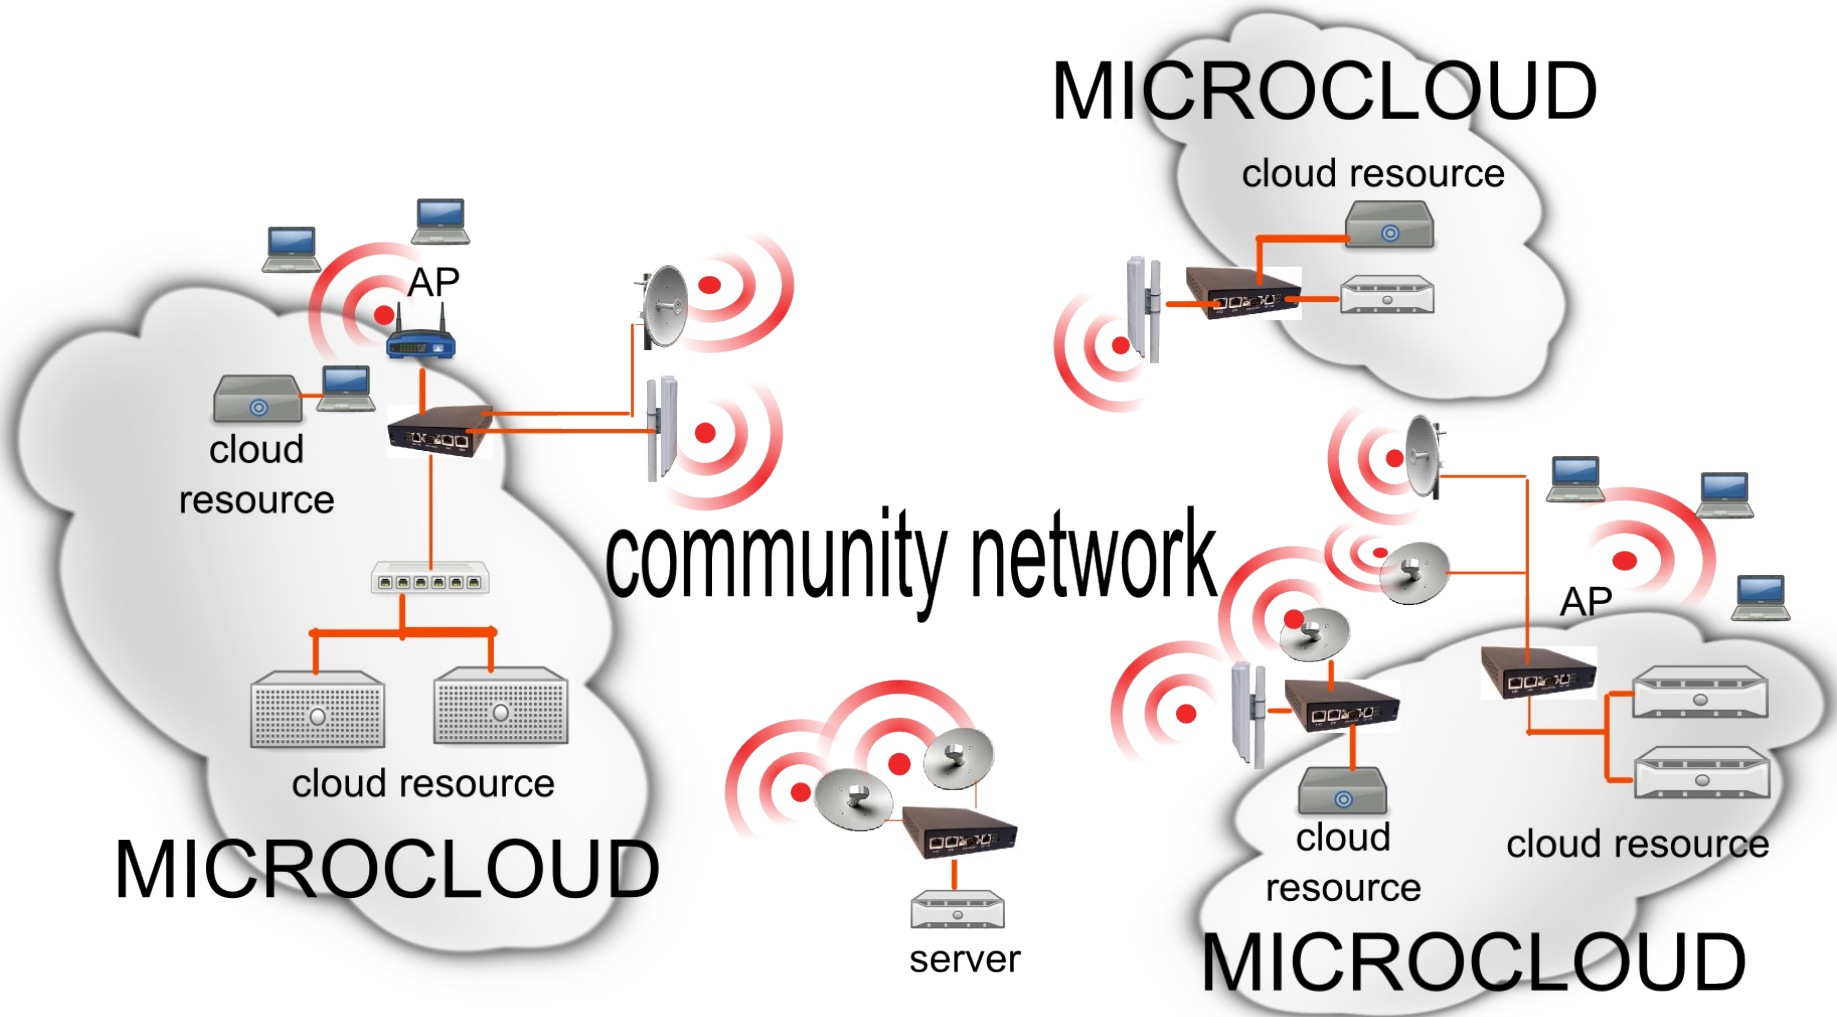 MICROCLOUD
cloud resource
AP
cloud
resource
community network
AP
cloud resource
MICROCLOUD
server
cloud
resource
cloud resource
MICROCLOUD